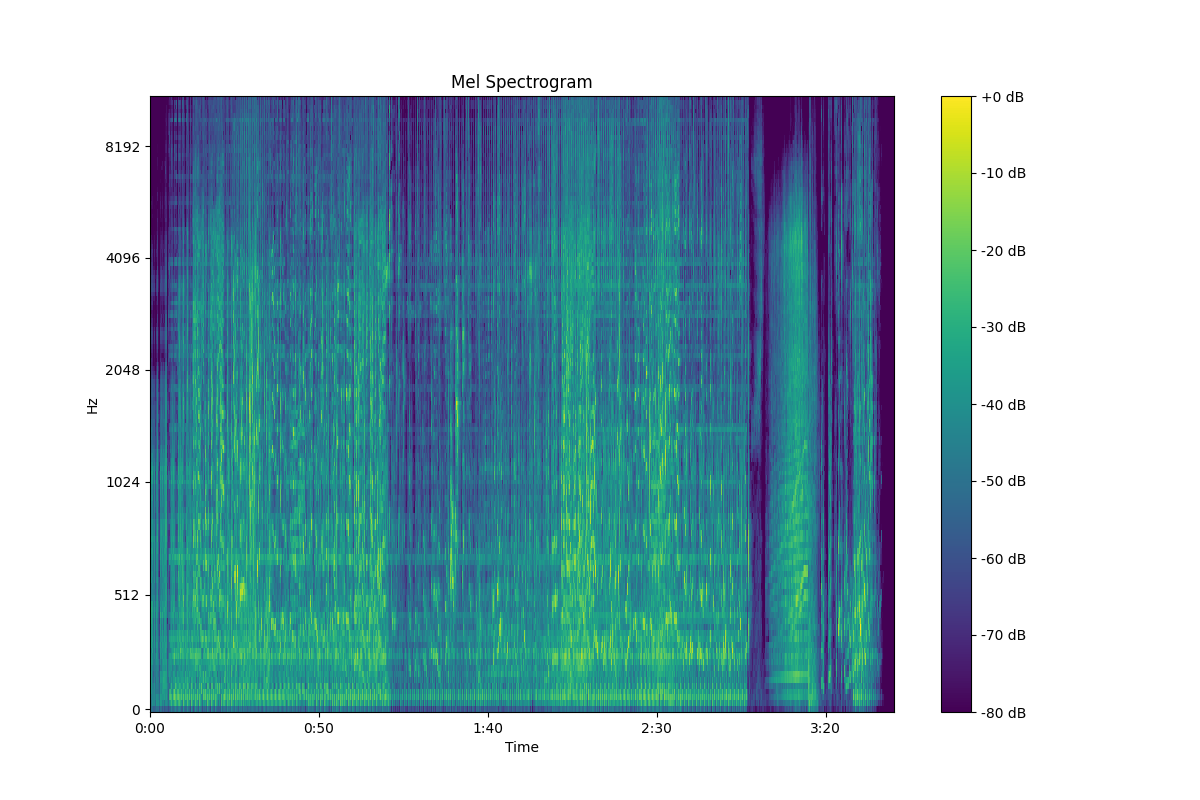 Mel Spectrogram
+0 dB
8192
-10 dB
-20 dB
4096
-30 dB
2048
Hz
-40 dB
1024
-50 dB
-60 dB
512
-70 dB
0
-80 dB
0:00 0:50 1:40 2:30 3:20
Time